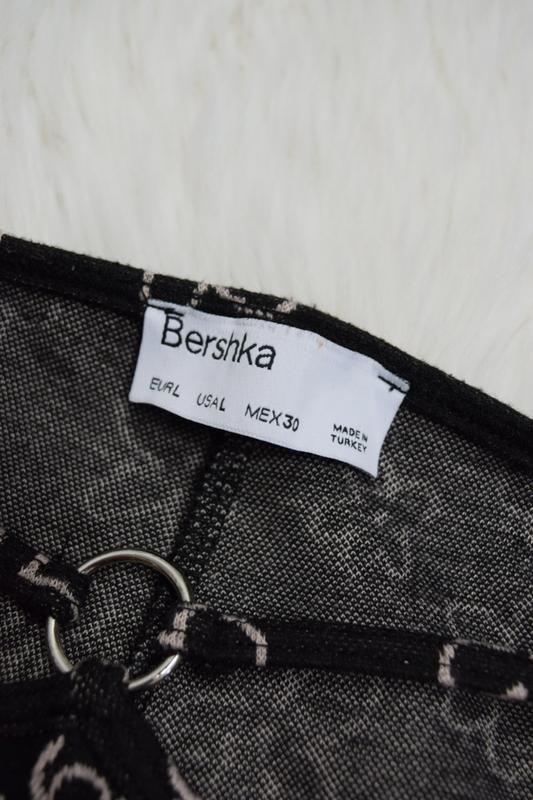 Bershka
EUR L USA L MEX 30
MADE IN
TURKEY